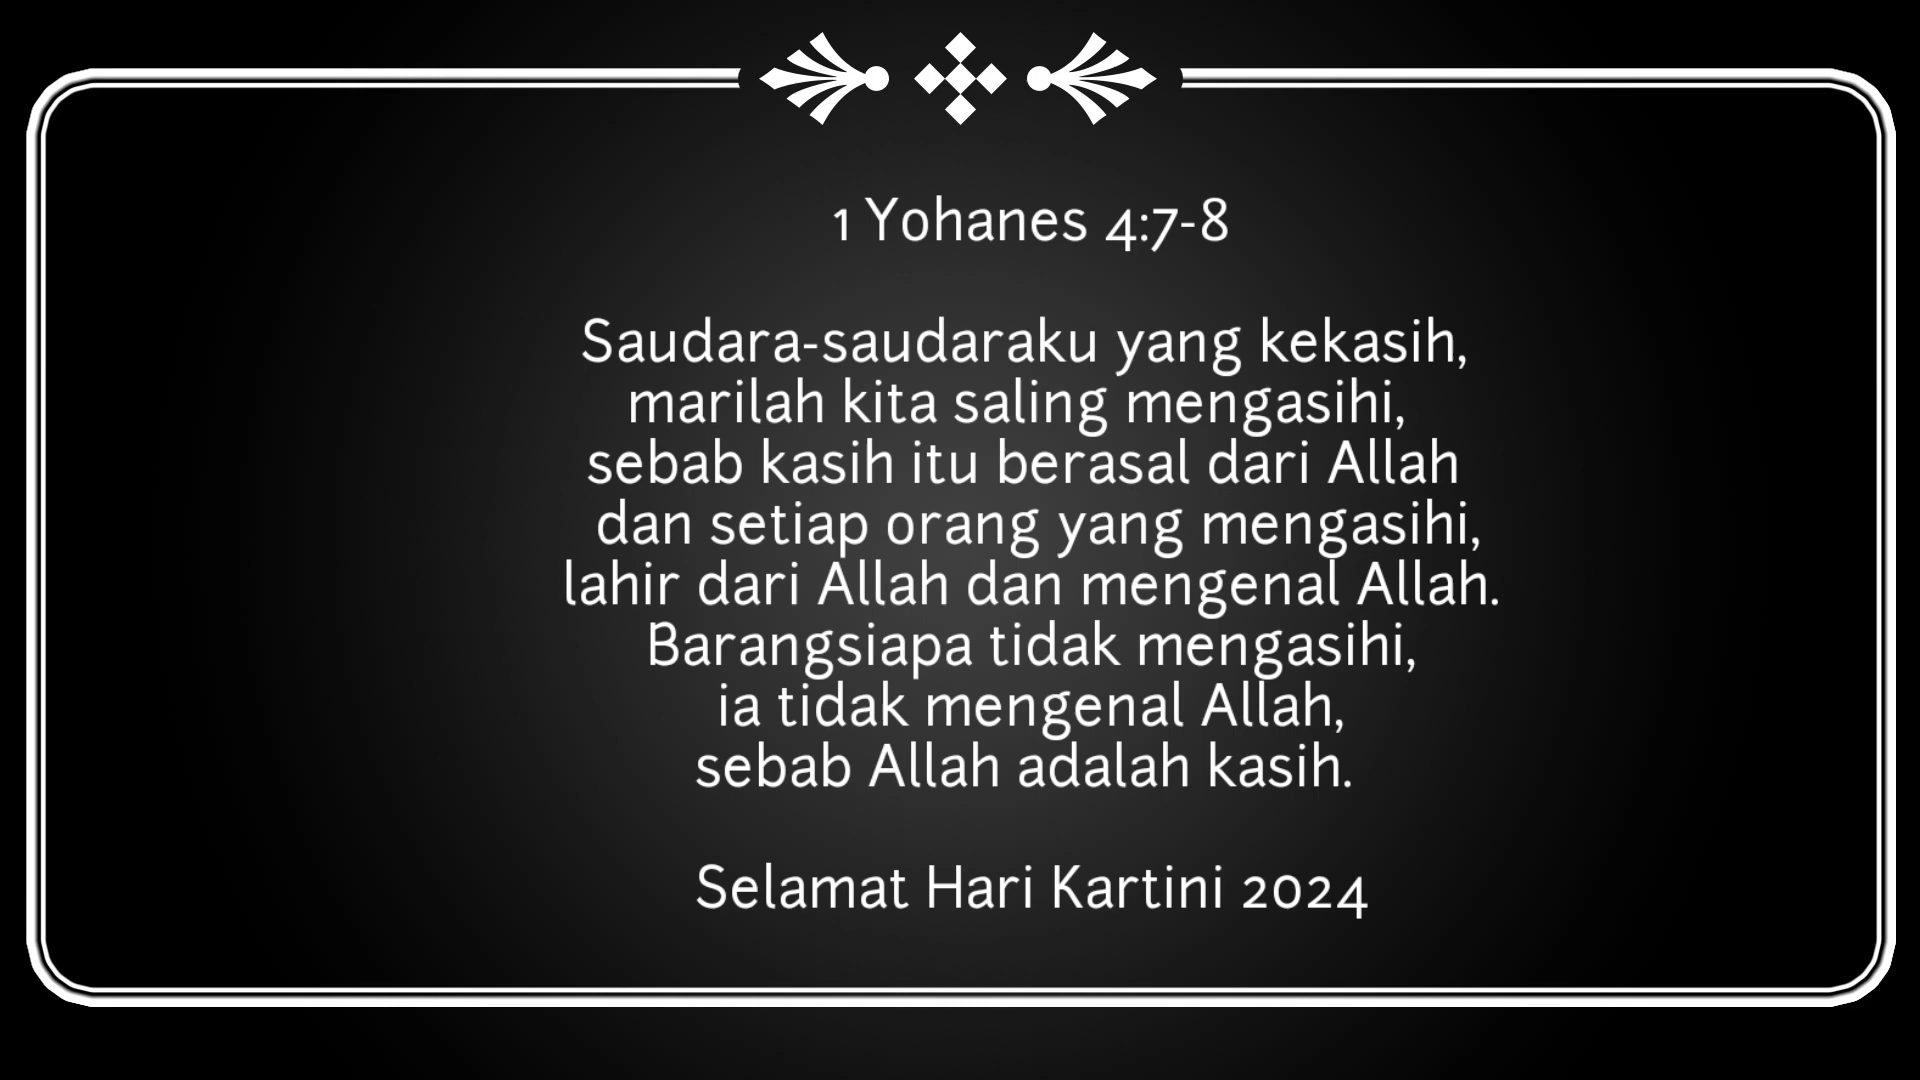 1 Yohanes 4:7-8
Saudara-saudaraku yang kekasih,
marilah kita saling mengasihi,
sebab kasih itu berasal dari Allah
dan setiap orang yang mengasihi,
lahir dari Allah dan mengenal Allah.
Barangsiapa tidak mengasihi,
ia tidak mengenal Allah,
sebab Allah adalah kasih.
Selamat Hari Kartini 2024